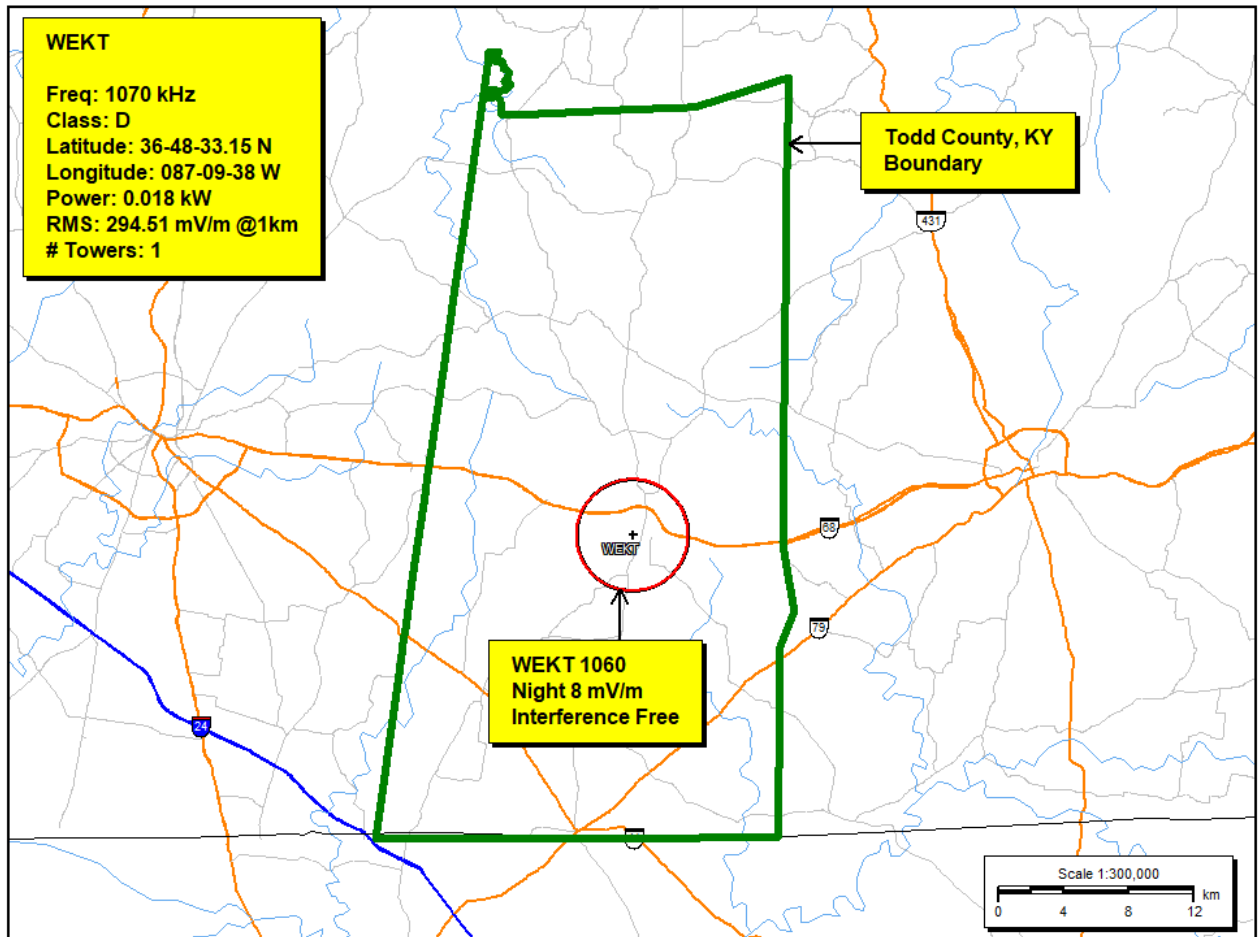 WEKT
Freq: 1070 kHz
Class: D
Latitude: 36-48-33.15 N
Longitude: 087-09-38 W
Power: 0.018 kW
RMS: 294.51 mV/m @1km
# Towers: 1
Todd County, KY
Boundary
431
68
WEKT
79
WEKT 1060
Night 8 mV/m
Interference Free
24
Scale 1:300,000
km
0 4 8 12